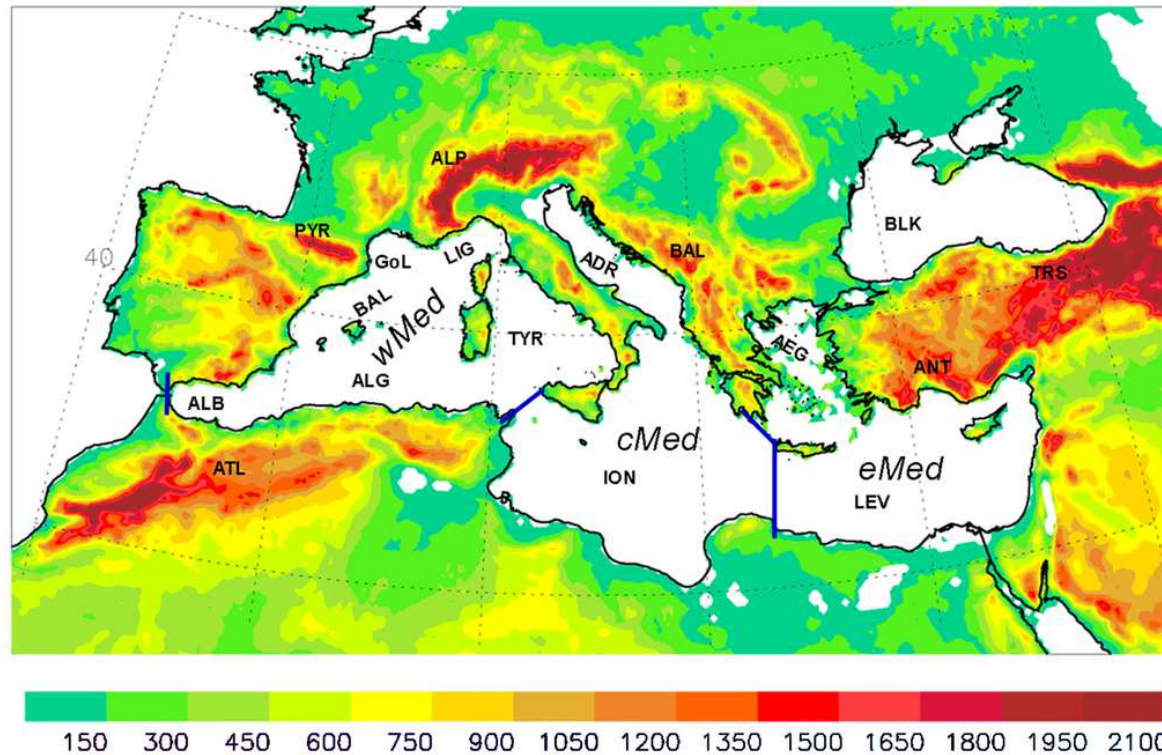 ALP
PYR
GoL
LIG
ADR
BAL
BLK
TRS
40
BAL
wMed
TYR
AEG
ALG
ANT
ALB
cMed
ATL
ION
eMed
LEV
150 300 450 600 750 900 1050 1200 1350 1500 1650 1800 1950 2100